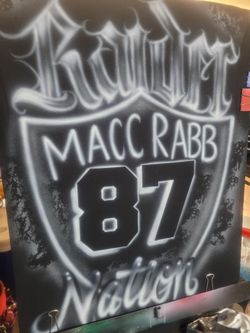 Raider
MACC RABB
87
Nation